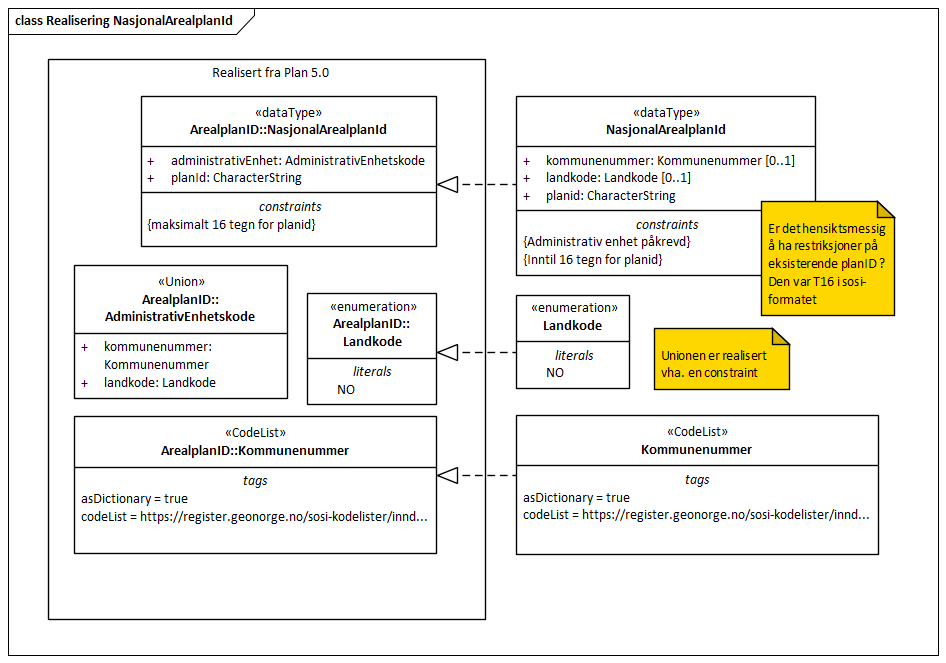 class Realisering NasjonalArealplanId
Realisert fra Plan 5.0
«dataType»
ArealplanID::NasjonalArealplanId
+ administrativEnhet: AdministrativEnhetskode
+ planId: CharacterString
constraints
{maksimalt 16 tegn for planid}
«dataType»
NasjonalArealplanId
+ kommunenummer: Kommunenummer [0..1]
+ landkode: Landkode [0..1]
+ planid: CharacterString
constraints
{Administrativ enhet påkrevd}
{Inntil 16 tegn for planid}
Er det hensiktsmessig
å ha restriksjoner på
eksisterende planID ?
Den var T16 i sosi-
formatet
«Union»
ArealplanID::
AdministrativEnhetskode
+ kommunenummer:
Kommunenummer
+ landkode: Landkode
«enumeration»
ArealplanID::
Landkode
literals
NO
«enumeration»
Landkode
literals
NO
Unionen er realisert
vha. en constraint
«CodeList»
ArealplanID::Kommunenummer
tags
asDictionary = true
codeList = https://register.geonorge.no/sosi-kodelister/innd...
«CodeList»
Kommunenummer
tags
asDictionary = true
codeList = https://register.geonorge.no/sosi-kodelister/innd...